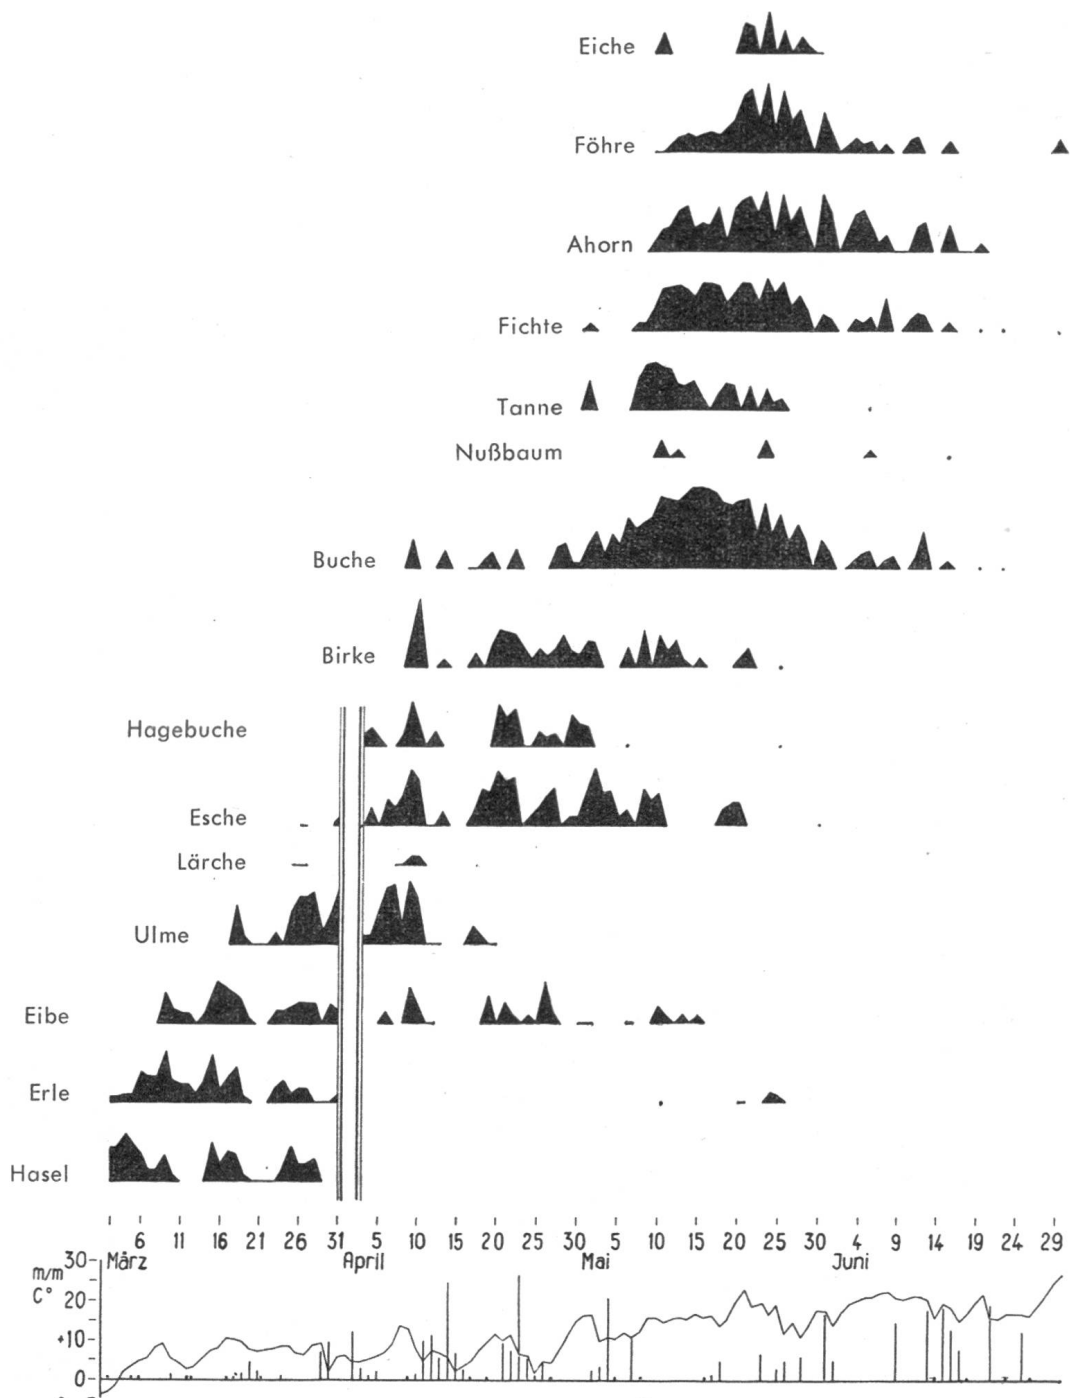 Eiche
Föhre
Ahorn
Fichte
Tanne
Nußbaum
Buche
Birke
Hagebuche
Esche
Lärche
Ulme
Eibe
Erle
Hasel
6 11 16 21 26 31 5 10 15 20 25 30 5 10 15 20 25 30 4 9 14 19 24 29
März April Mai Juni
30
m/m
C° 20
+10
0